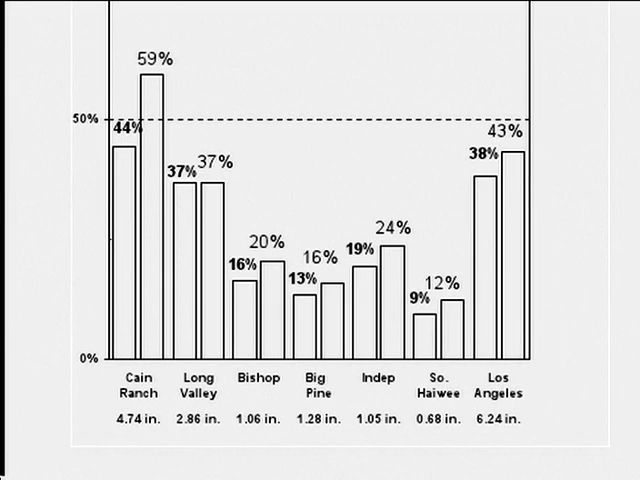 59%
50%
44%
43%
38%
37%
37%
24%
20%
19%
16%
16%
13%
12%
9%
0%
Cain Ranch
Long Valley
Bishop
Big Pine
Indep
So. Haiwee
Los Angeles
4.74 in. 2.86 in. 1.06 in. 1.28 in. 1.05 in. 0.68 in. 6.24 in.